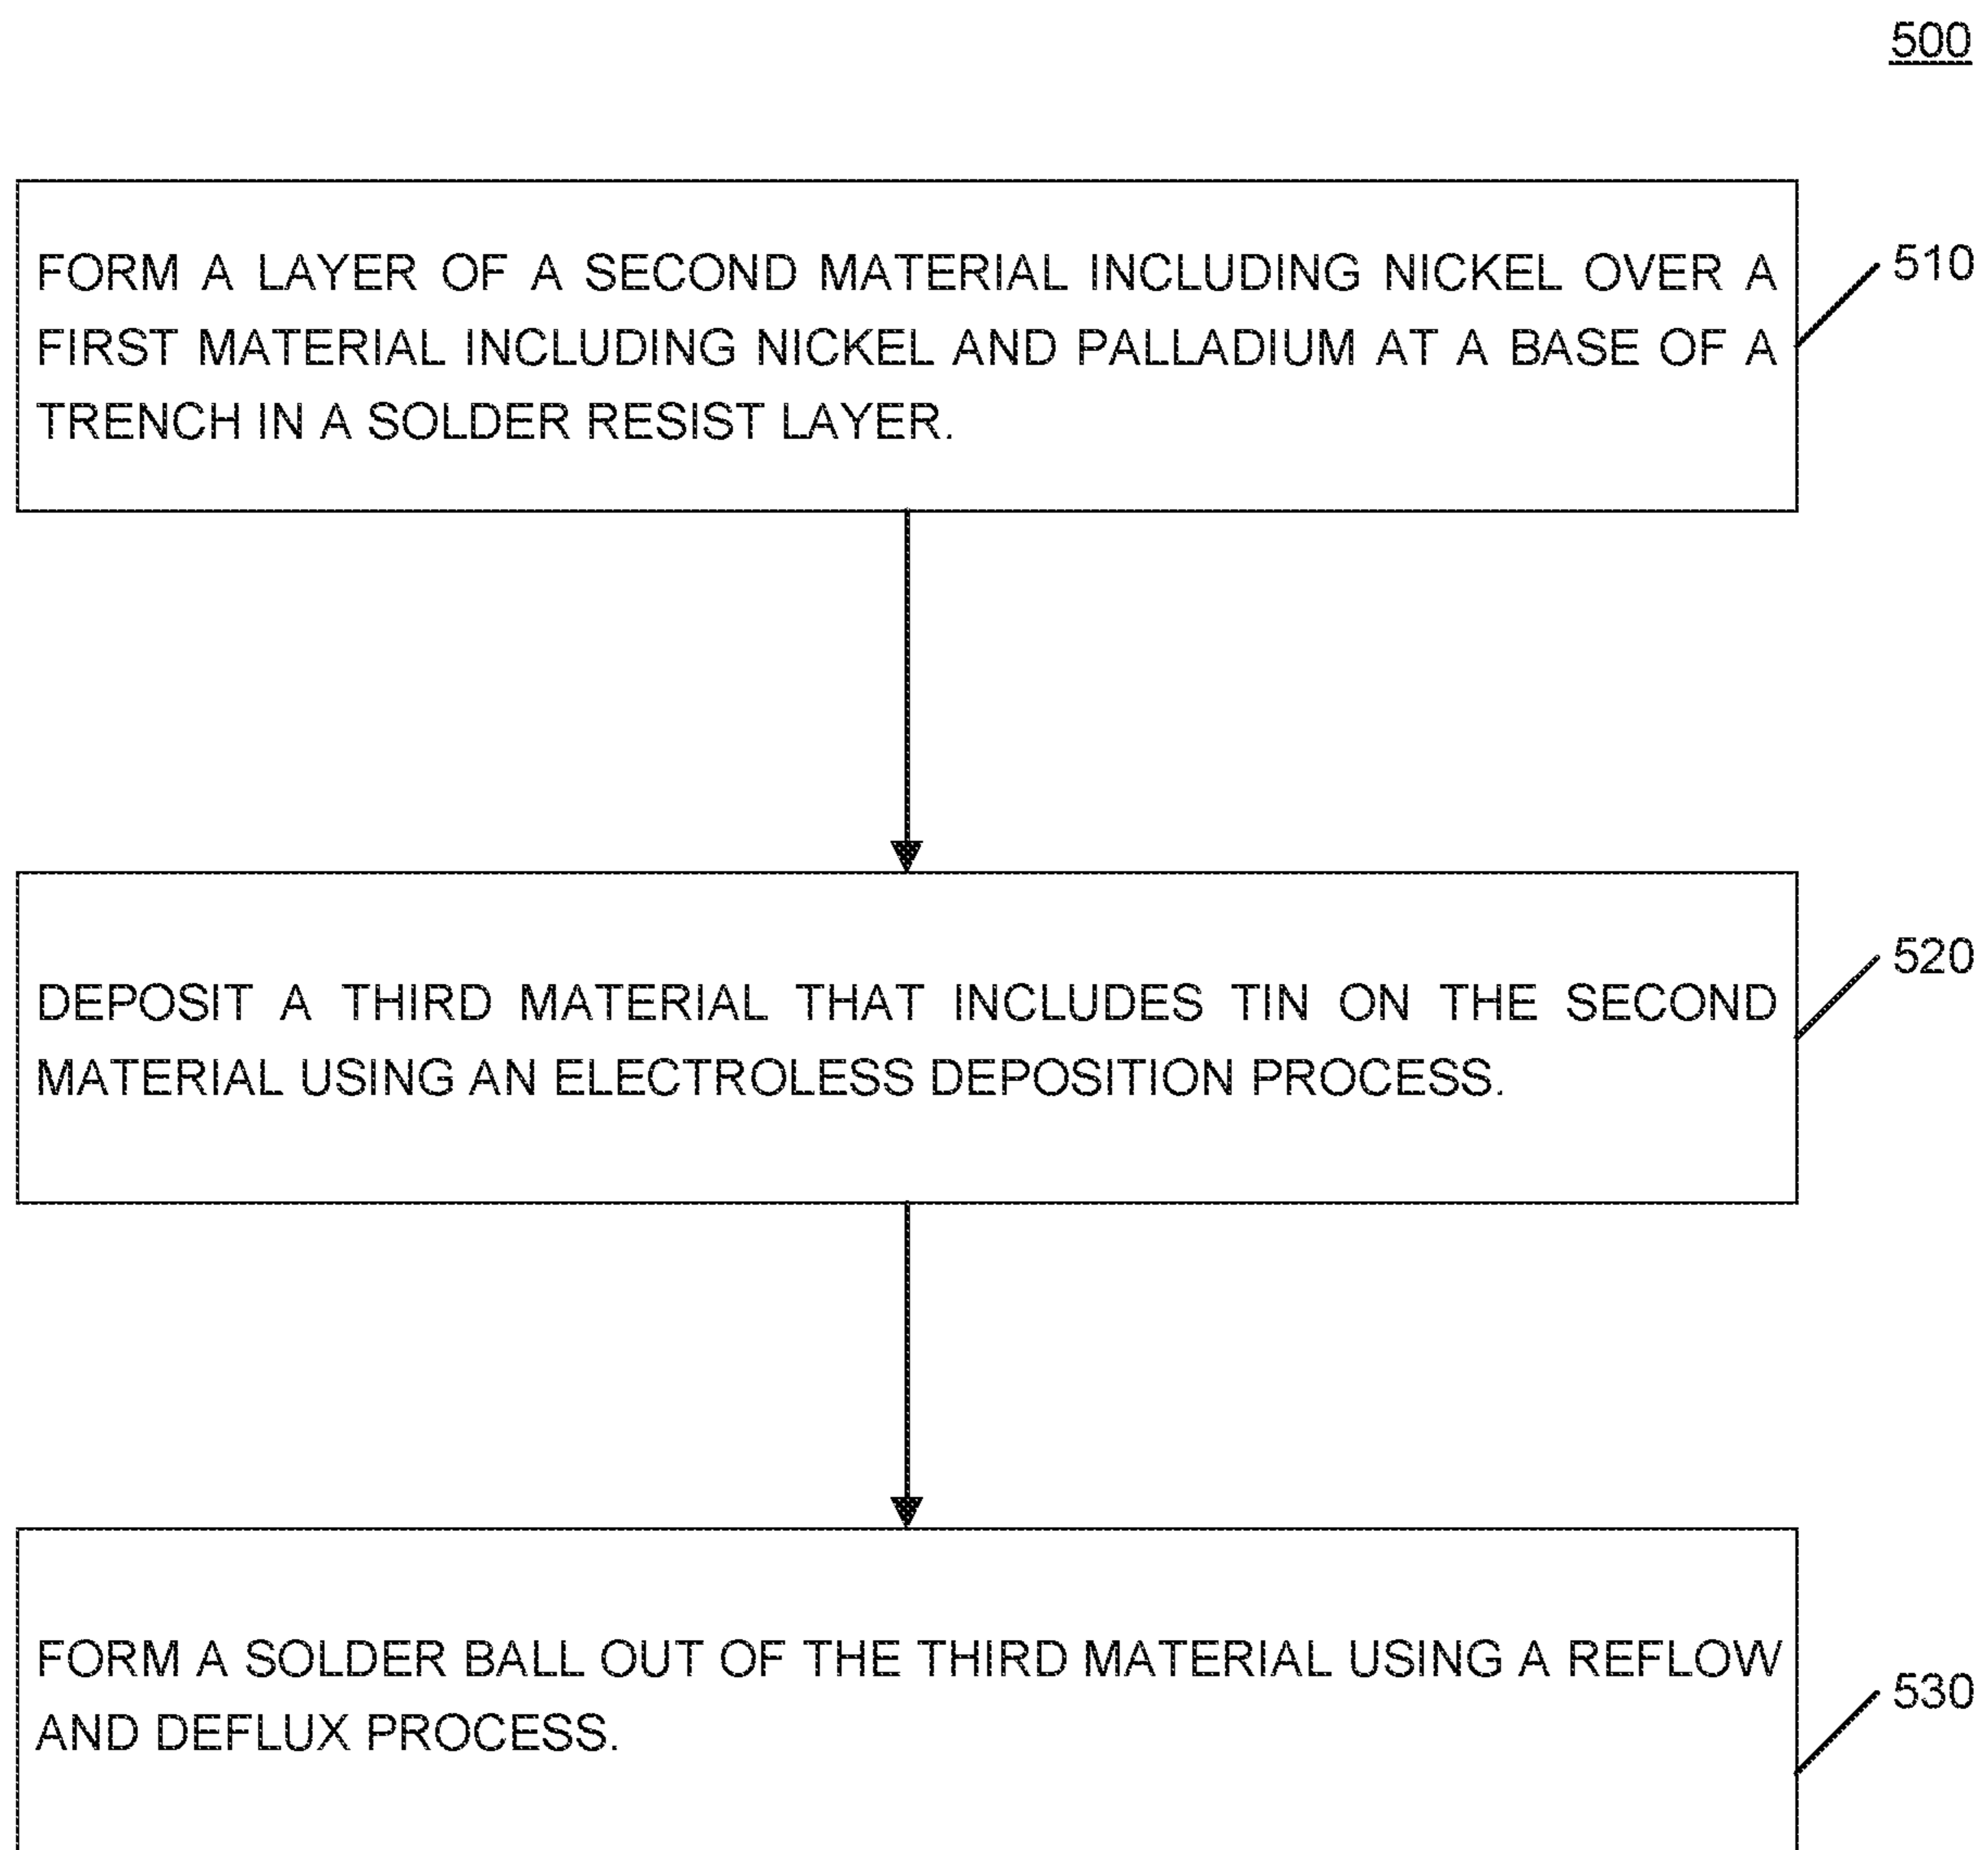 500
FORM A LAYER OF A SECOND MATERIAL INCLUDING NICKEL OVER A
FIRST MATERIAL INCLUDING NICKEL AND PALLADIUM AT A BASE OF A
TRENCH IN A SOLDER RESIST LAYER.
510
DEPOSIT A THIRD MATERIAL THAT INCLUDES TIN ON THE SECOND
MATERIAL USING AN ELECTROLESS DEPOSITION PROCESS.
520
FORM A SOLDER BALL OUT OF THE THIRD MATERIAL USING A REFLOW
AND DEFLUX PROCESS.
530